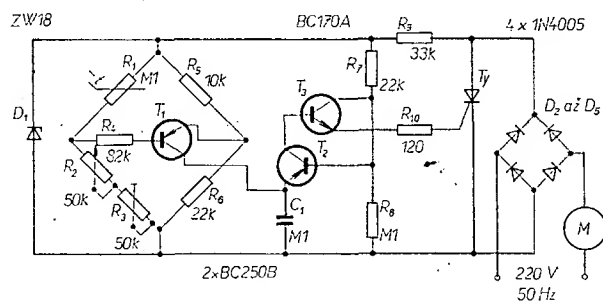 ZW18
BC170A
R9
33k
4 x 1N4005
R1
M1
R5
10k
R7
22k
T3
Ty
D1
R4
82k
T1
R10
120
D2 až D5
R2
50k
T2
R3
50k
R6
22k
C1
M1
R8
M1
M
2xBC250B
220 V
50 Hz